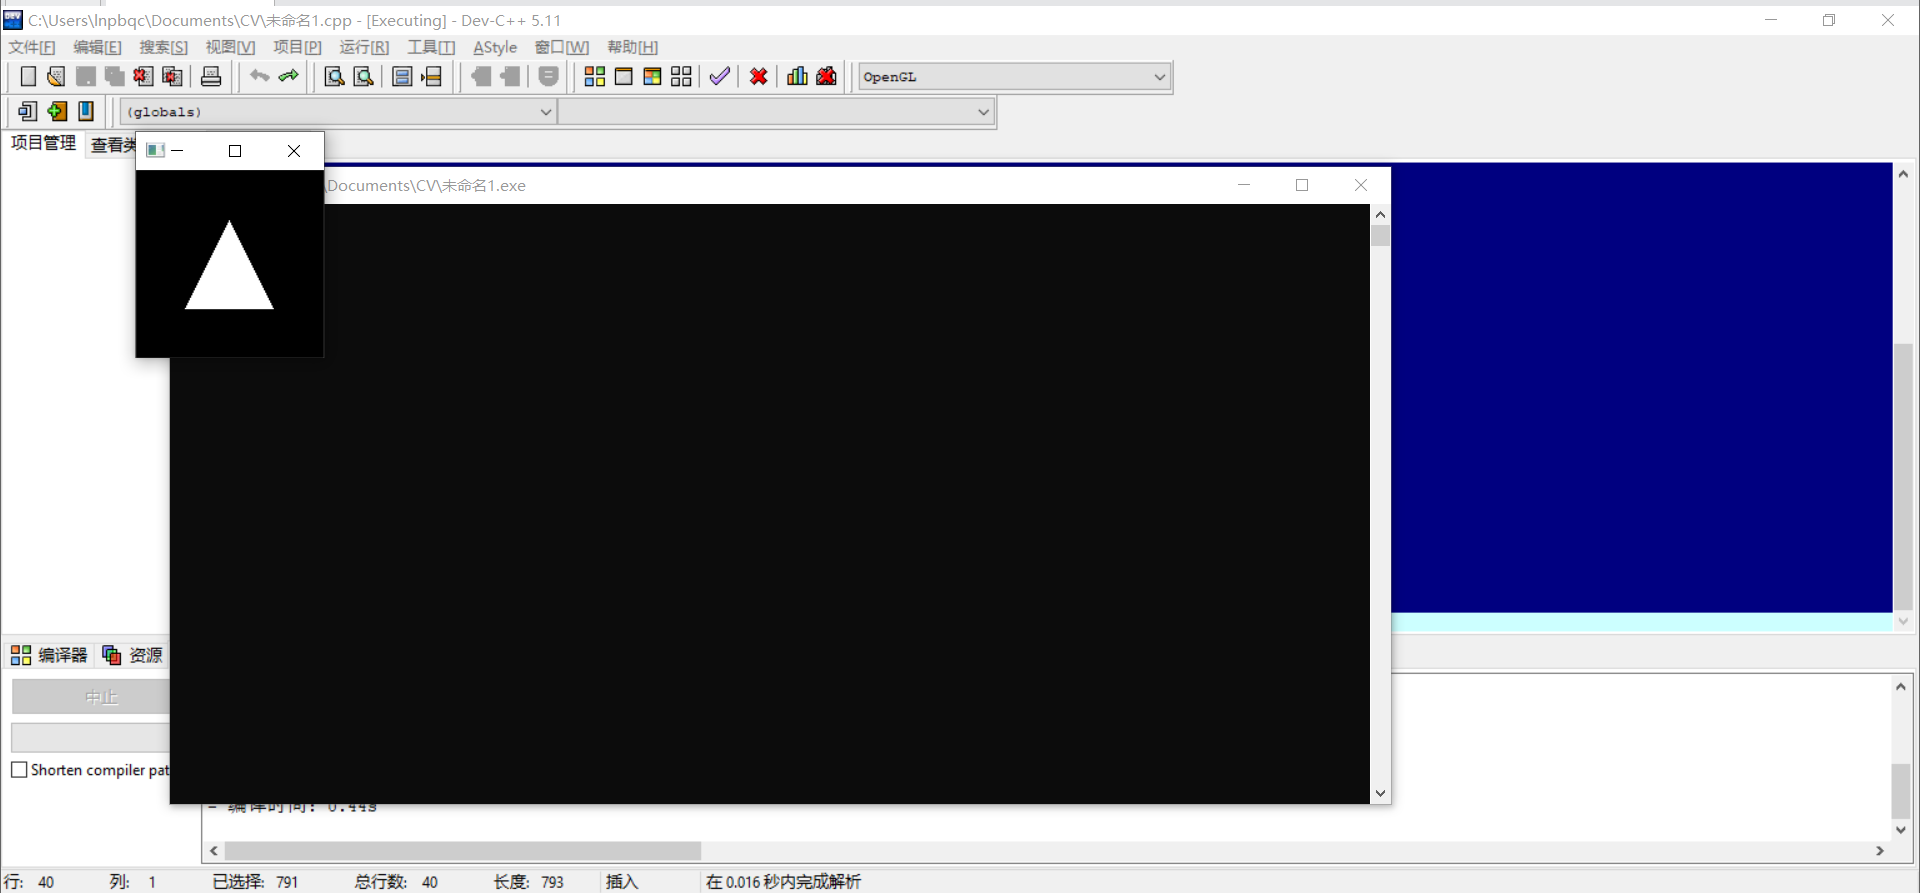 C:\Users\lnpbqc\Documents\CV\未命名1.cpp - [Executing] - Dev-C++ 5.11
文件[F] 编辑[E] 搜索[S] 视图[V] 项目[P] 运行[R] 工具[T] AStyle 窗口[W] 帮助[H]
OpenGL
(globals)
项目管理 查看类
\Documents\CV\未命名1.exe
编译器 资源
中止
Shorten compiler pat
- 编译时间: 0.44s
行: 40 列: 1 已选择: 791 总行数: 40 长度: 793 插入 在 0.016 秒内完成解析